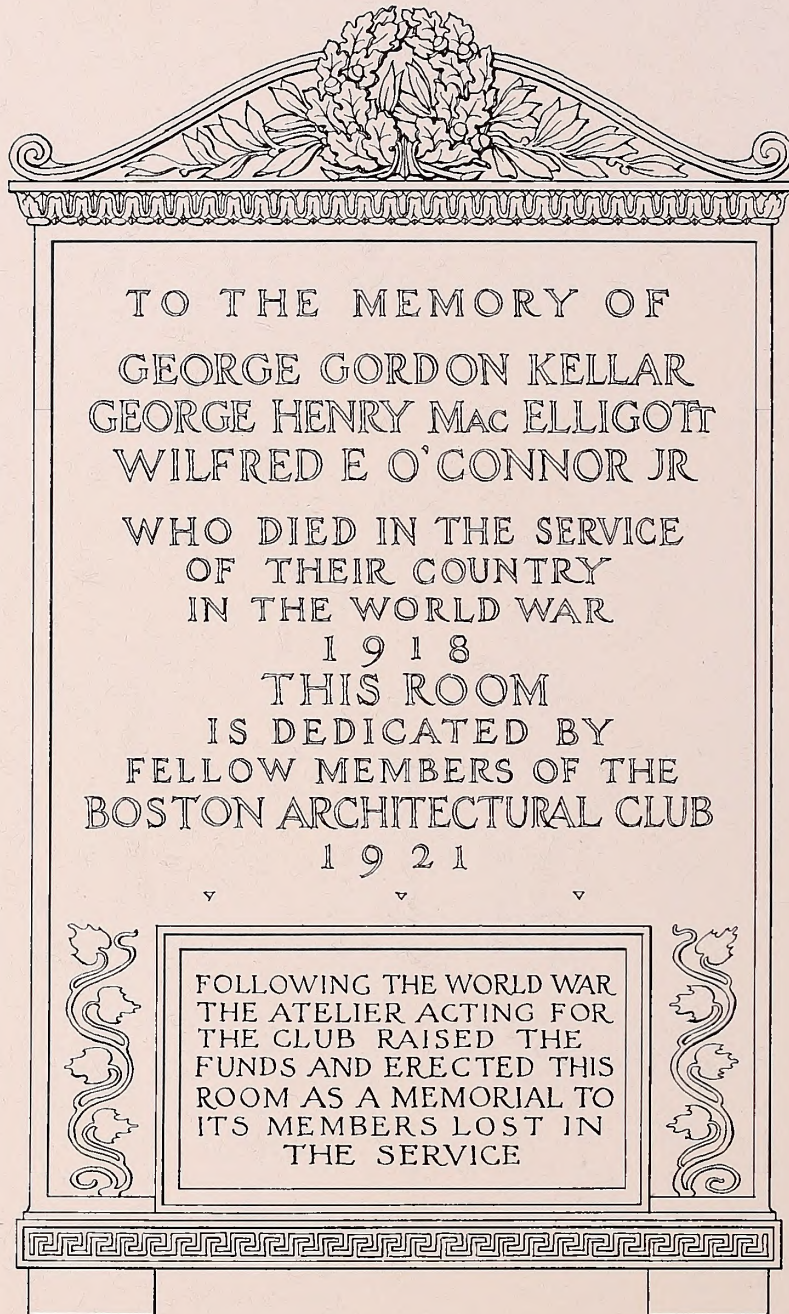 TO THE MEMORY OF
GEORGE GORDON KELLAR
GEORGE HENRY MAC ELLIGOTT
WILFRED E O'CONNOR JR
WHO DIED IN THE SERVICE
OF THEIR COUNTRY
IN THE WORLD WAR
1918
THIS ROOM
IS DEDICATED BY
FELLOW MEMBERS OF THE
BOSTON ARCHITECTURAL CLUB
1921
FOLLOWING THE WORLD WAR
THE ATELIER ACTING FOR
THE CLUB RAISED THE
FUNDS AND ERECTED THIS
ROOM AS A MEMORIAL TO
ITS MEMBERS LOST IN
THE SERVICE